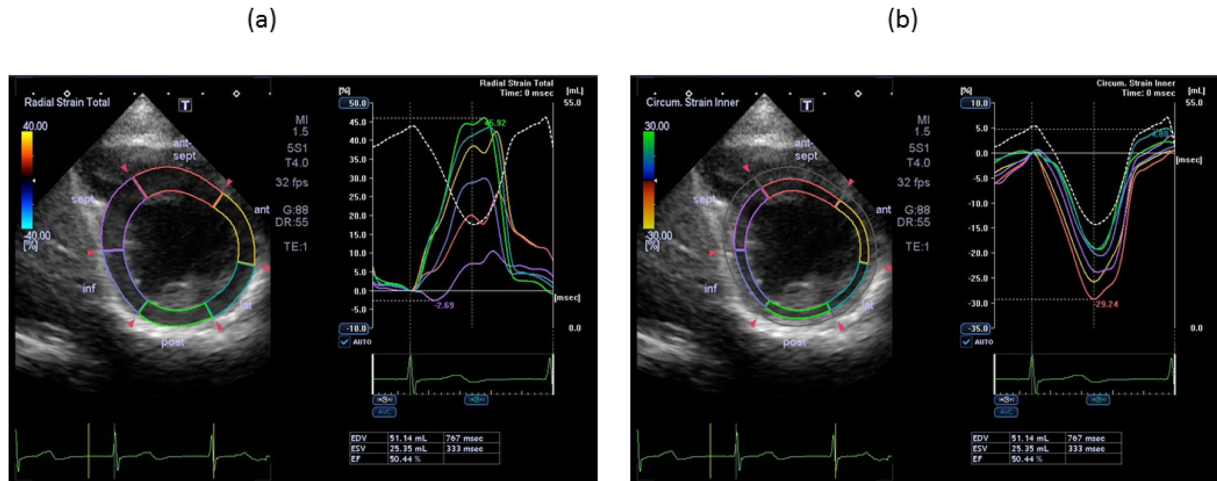 (a)
(b)
Radial Strain Total
40.00
-40.00
[%]
T
ant-
sept
sept
ant
inf
lat
post
MI
1.5
5S1
T4.0
32 fps
G:88
DR:55
TE:1
Radial Strain Total
Time: 0 msec
[%]
[mL]
50.0
55.0
45.0
40.0
35.0
30.0
25.0
20.0
15.0
10.0
5.0
0.0
-5.0
-10.0
45.92
-2.69
[msec]
0.0
AUTO
AVC
EDV 51.14 mL 767 msec
ESV 25.35 mL 333 msec
EF 50.44 %
Circum. Strain Inner
30.00
-30.00
[%]
T
ant-
sept
sept
ant
inf
lat
post
MI
1.5
5S1
T4.0
32 fps
G:88
DR:55
TE:1
Circum. Strain Inner
Time: 0 msec
[%]
[mL]
10.0
55.0
5.0
0.0
-5.0
-10.0
-15.0
-20.0
-25.0
-30.0
-35.0
-29.24
[msec]
0.0
AUTO
AVC
EDV 51.14 mL 767 msec
ESV 25.35 mL 333 msec
EF 50.44 %